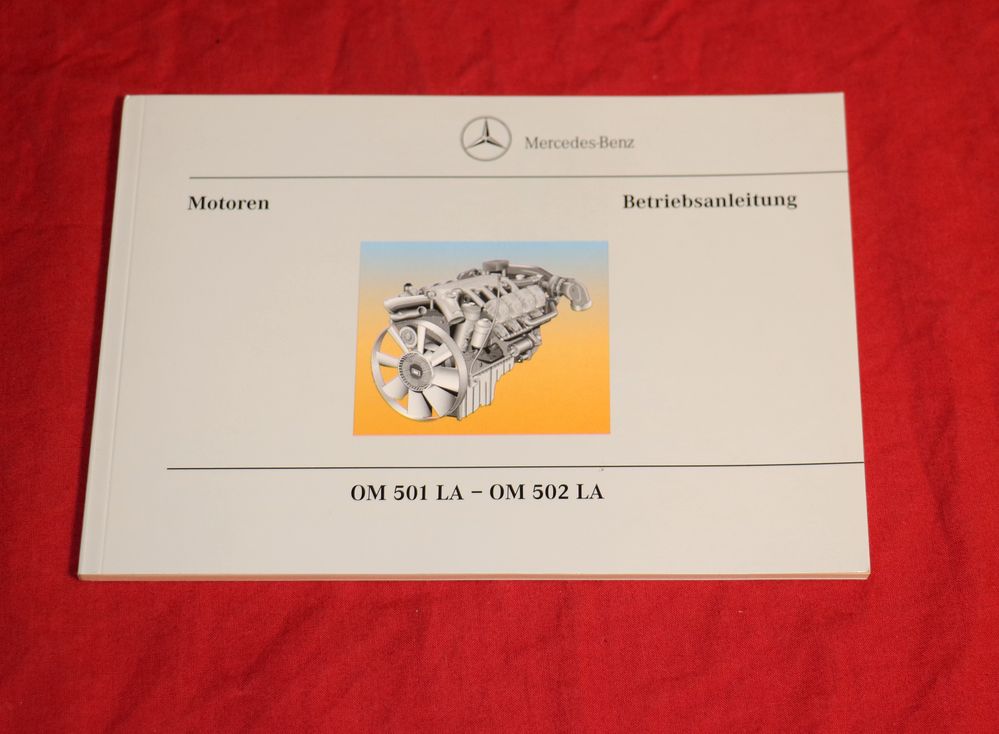 Mercedes-Benz
Motoren Betriebsanleitung
OM 501 LA – OM 502 LA